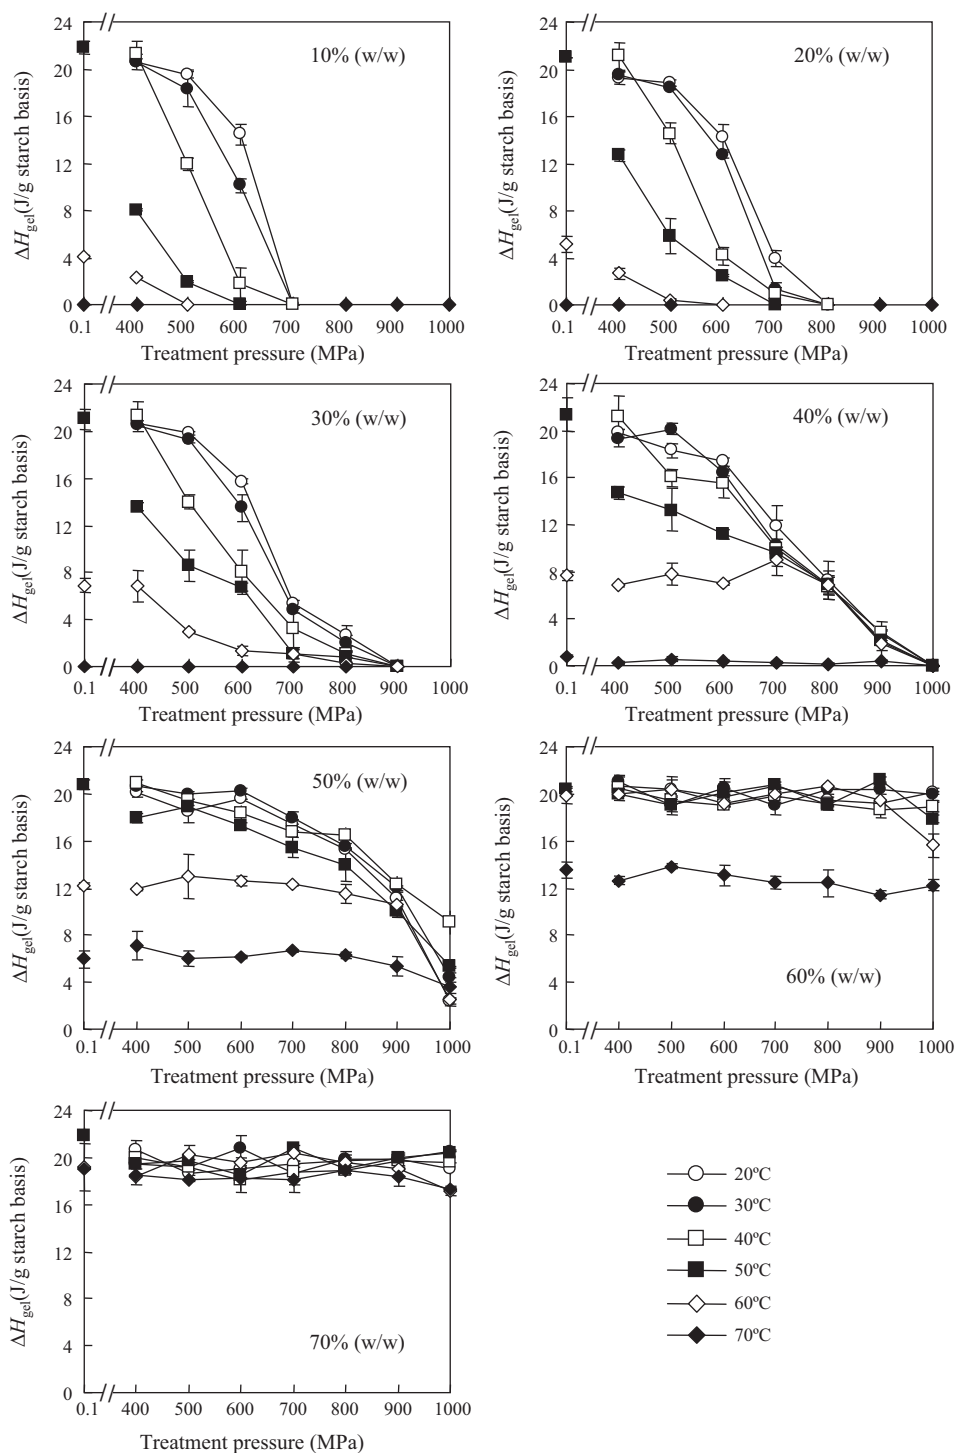 24
20
16
12
8
4
0
ΔHgel(J/g starch basis)
10% (w/w)
0.1 400 500 600 700 800 900 1000
Treatment pressure (MPa)
24
20
16
12
8
4
0
ΔHgel(J/g starch basis)
20% (w/w)
0.1 400 500 600 700 800 900 1000
Treatment pressure (MPa)
24
20
16
12
8
4
0
ΔHgel(J/g starch basis)
30% (w/w)
0.1 400 500 600 700 800 900 1000
Treatment pressure (MPa)
24
20
16
12
8
4
0
ΔHgel(J/g starch basis)
40% (w/w)
0.1 400 500 600 700 800 900 1000
Treatment pressure (MPa)
24
20
16
12
8
4
0
ΔHgel(J/g starch basis)
50% (w/w)
0.1 400 500 600 700 800 900 1000
Treatment pressure (MPa)
24
20
16
12
8
4
0
ΔHgel(J/g starch basis)
60% (w/w)
0.1 400 500 600 700 800 900 1000
Treatment pressure (MPa)
24
20
16
12
8
4
0
ΔHgel(J/g starch basis)
70% (w/w)
0.1 400 500 600 700 800 900 1000
Treatment pressure (MPa)
20ºC
30ºC
40ºC
50ºC
60ºC
70ºC